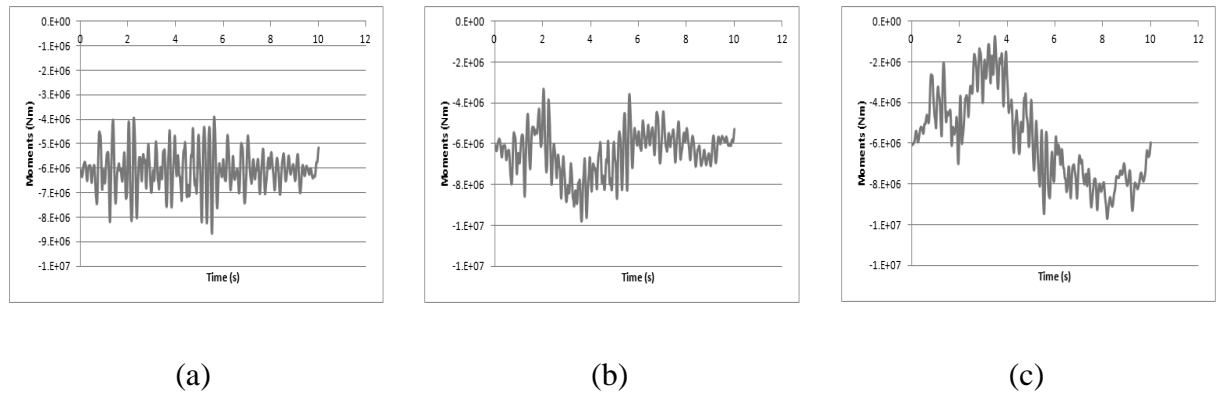 0.E+00
0 2 4 6 8 10 12
-1.E+06
-2.E+06
-3.E+06
-4.E+06
-5.E+06
-6.E+06
-7.E+06
-8.E+06
-9.E+06
-1.E+07
Moments (Nm)
Time (s)
(a)
0.E+00
0 2 4 6 8 10 12
-2.E+06
-4.E+06
-6.E+06
-8.E+06
-1.E+07
-1.E+07
Moments (Nm)
Time (s)
(b)
0.E+00
0 2 4 6 8 10 12
-2.E+06
-4.E+06
-6.E+06
-8.E+06
-1.E+07
-1.E+07
Moments (Nm)
Time (s)
(c)